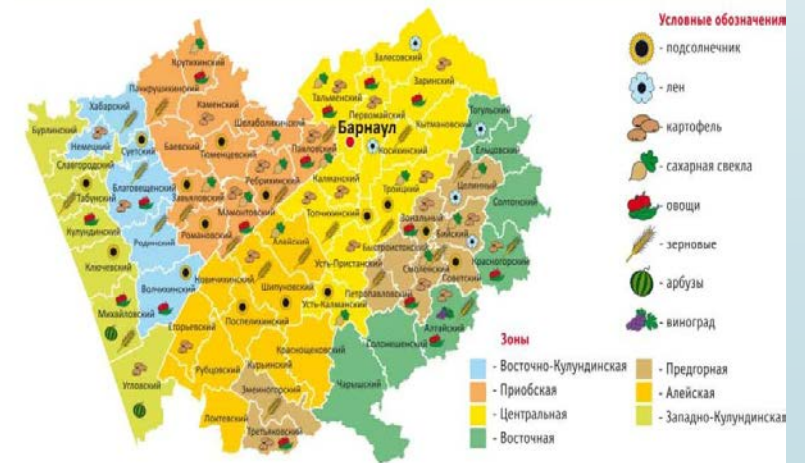 Условные обозначения
- подсолнечник
- лен
- картофель
- сахарная свекла
- овощи
- зерновые
- арбузы
- виноград
Зоны
- Восточно-Кулундинская
- Приобская
- Центральная
- Восточная
- Предгорная
- Алейская
- Западно-Кулундинская
Крутихинский
Панкрушихинский
Залесовский
Хабарский
Каменский
Тальменский
Заринский
Шелаболихинский
Первомайский
Тогульский
Бурлинский
Немецкий
Суетский
Баевский
Тюменцевский
Павловский
Барнаул
Косихинский
Кытмановский
Ельцовский
Славгородский
Табунский
Благовещенский
Завьяловский
Ребрихинский
Калманский
Троицкий
Целинный
Солтонский
Кулундинский
Родинский
Романовский
Мамонтовский
Топчихинский
Зональный
Бийский
Ключевский
Волчихинский
Новичихинский
Алейский
Усть-Пристанский
Быстроистокский
Смоленский
Советский
Красногорский
Михайловский
Егорьевский
Поспелихинский
Шипуновский
Усть-Калманский
Петропавловский
Алтайский
Угловский
Рубцовский
Курьинский
Краснощековский
Солонешенский
Змеиногорский
Чарышский
Локтевский
Третьяковский